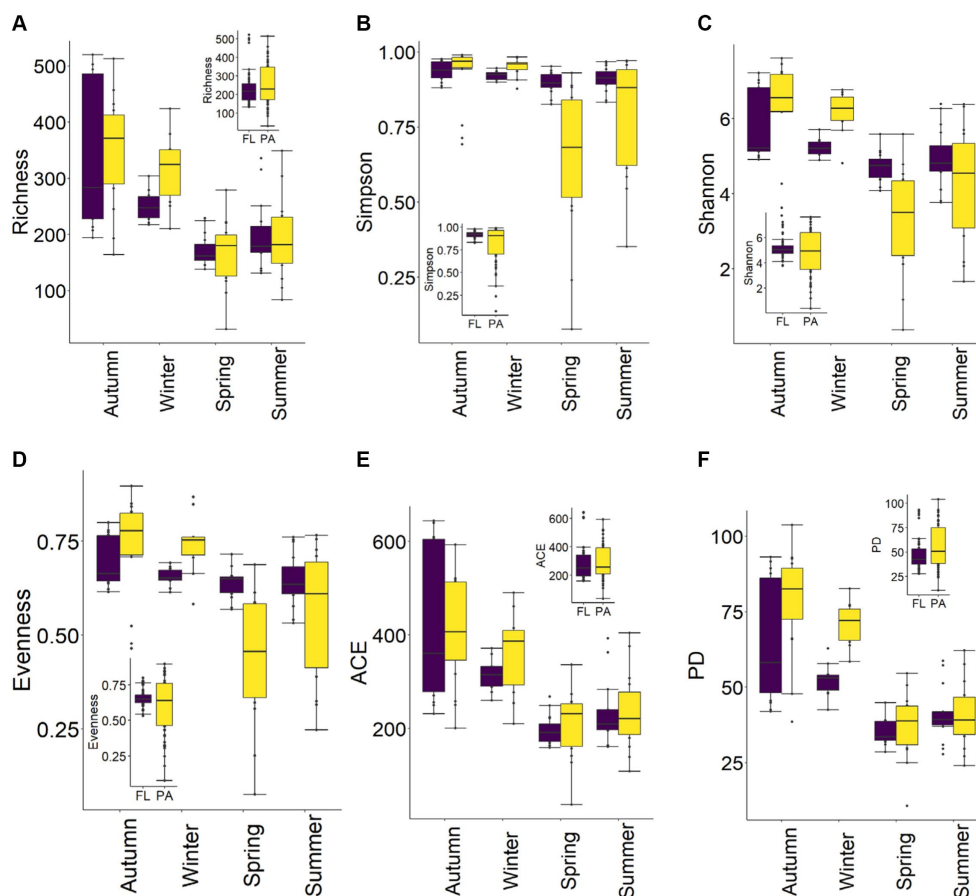 A
Richness
500
400
300
200
100
Richness
500
400
300
200
100
FL PA
Autumn
Winter
Spring
Summer
B
Simpson
1.00
0.75
0.50
0.25
Simpson
1.00
0.75
0.50
0.25
FL PA
Autumn
Winter
Spring
Summer
C
Shannon
6
4
2
Shannon
6
4
2
FL PA
Autumn
Winter
Spring
Summer
D
Evenness
0.75
0.50
0.25
Evenness
0.75
0.50
0.25
FL PA
Autumn
Winter
Spring
Summer
E
ACE
600
400
200
ACE
600
400
200
FL PA
Autumn
Winter
Spring
Summer
F
PD
100
75
50
25
PD
100
75
50
25
FL PA
Autumn
Winter
Spring
Summer